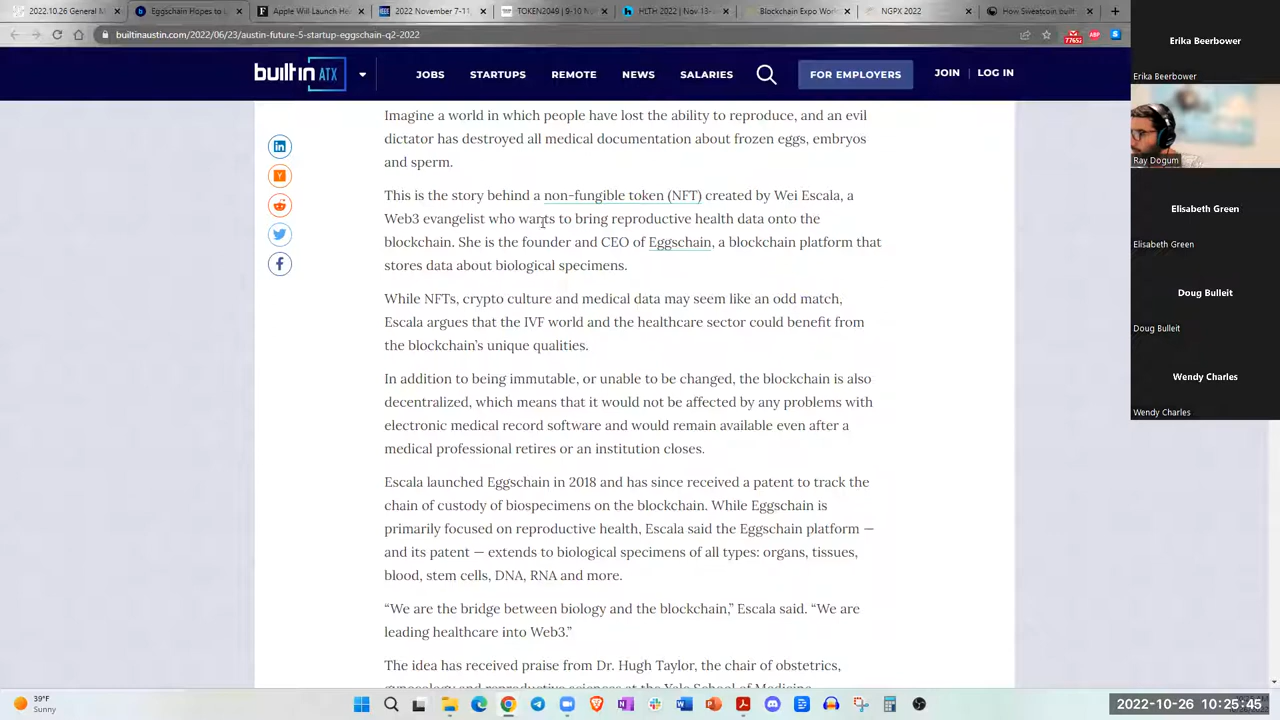 2022.10.26 General M
Eggschain Hopes to L
Apple Will Launch He
2022 November 7-11,
TOKEN2049 | 9-10 NO
HLTH 2022 | Nov 13-
Blockchain Expo World
NGPX 2022
How Sweatcoin built
builtinaustin.com/2022/06/23/austin-future-5-startup-eggschain-q2-2022
builtin ATX
JOBS
STARTUPS
REMOTE
NEWS
SALARIES
FOR EMPLOYERS
JOIN
LOG IN
Imagine a world in which people have lost the ability to reproduce, and an evil
dictator has destroyed all medical documentation about frozen eggs, embryos
and sperm.
This is the story behind a non-fungible token (NFT) created by Wei Escala, a
Web3 evangelist who wants to bring reproductive health data onto the
blockchain. She is the founder and CEO of Eggschain, a blockchain platform that
stores data about biological specimens.
While NFTs, crypto culture and medical data may seem like an odd match,
Escala argues that the IVF world and the healthcare sector could benefit from
the blockchain's unique qualities.
In addition to being immutable, or unable to be changed, the blockchain is also
decentralized, which means that it would not be affected by any problems with
electronic medical record software and would remain available even after a
medical professional retires or an institution closes.
Escala launched Eggschain in 2018 and has since received a patent to track the
chain of custody of biospecimens on the blockchain. While Eggschain is
primarily focused on reproductive health, Escala said the Eggschain platform —
and its patent — extends to biological specimens of all types: organs, tissues,
blood, stem cells, DNA, RNA and more.
“We are the bridge between biology and the blockchain,” Escala said. “We are
leading healthcare into Web3.”
The idea has received praise from Dr. Hugh Taylor, the chair of obstetrics,
gynecology and reproductive sciences at the Yale School of Medicine
Erika Beerbower
Erika Beerbower
Ray Dogum
Elisabeth Green
Elisabeth Green
Doug Bulleit
Doug Bulleit
Wendy Charles
Wendy Charles
39°F
Sunny
2022-10-26 10:25:45